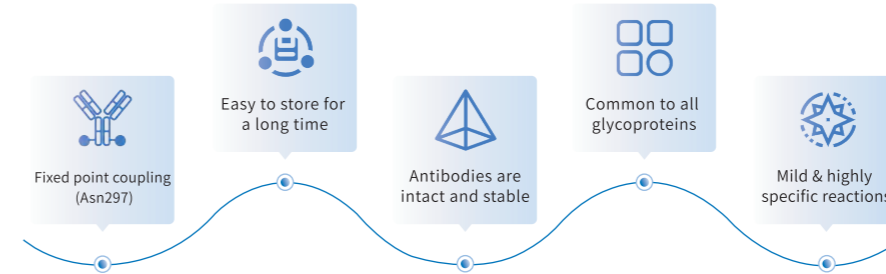 Fixed point coupling
(Asn297)
Easy to store for
a long time
Antibodies are
intact and stable
Common to all
glycoproteins
Mild & highly
specific reactions